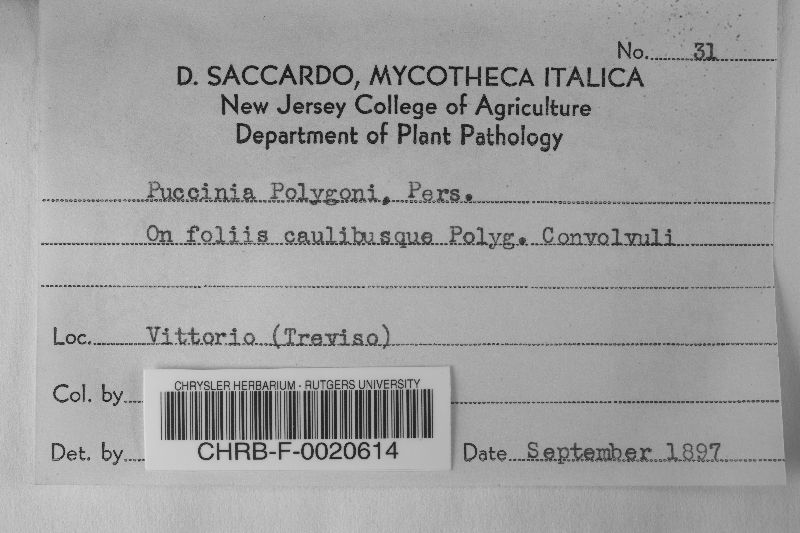 No. 31
D. SACCARDO, MYCOTHECA ITALICA
New Jersey College of Agriculture
Department of Plant Pathology
Puccinia Polygoni, Pers.
On foliis caulibusque Polyg. Convolvuli
Loc. Vittorio (Treviso)
Col. by
CHRYSLER HERBARIUM - RUTGERS UNIVERSITY
CHRB-F-0020614
Det. by
Date September 1897